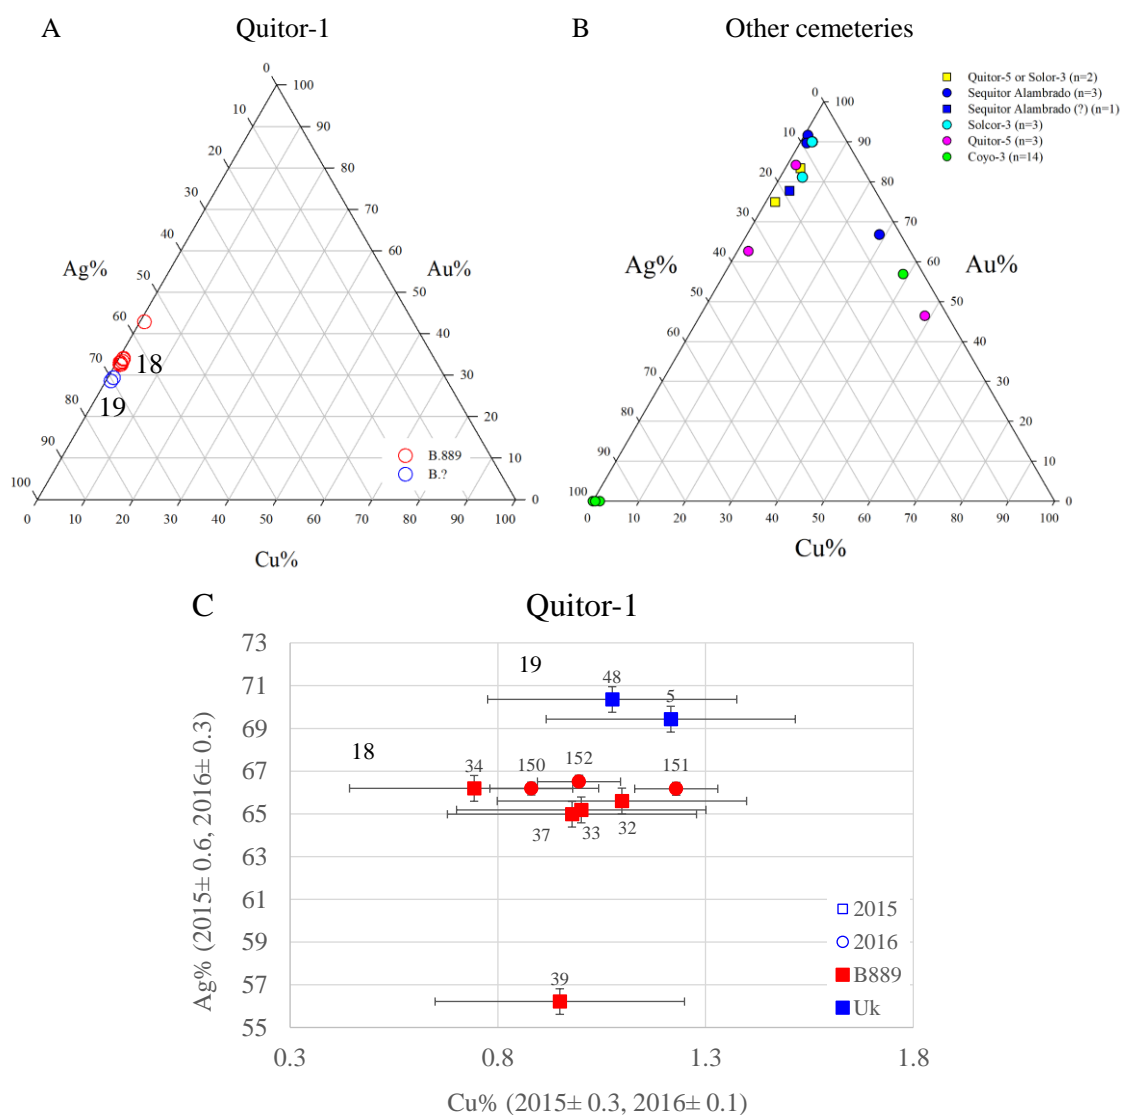 A
Quitor-1
0
10
20
30
40
50
60
70
80
90
100
100
90
80
70
60
50
40
30
20
10
0
Ag%
Au%
18
19
B.889
B.?
0 10 20 30 40 50 60 70 80 90 100
Cu%
B
Other cemeteries
Quitor-5 or Solor-3 (n=2)
Sequitor Alambrado (n=3)
Sequitor Alambrado (?) (n=1)
Solcor-3 (n=3)
Quitor-5 (n=3)
Coyo-3 (n=14)
0
10
20
30
40
50
60
70
80
90
100
100
90
80
70
60
50
40
30
20
10
0
Ag%
Au%
0 10 20 30 40 50 60 70 80 90 100
Cu%
C
Quitor-1
73
71
69
67
65
63
61
59
57
55
Ag% (2015± 0.6, 2016± 0.3)
19
48
5
18
34
150
152
151
37
33
32
39
2015
2016
B889
Uk
0.3 0.8 1.3 1.8
Cu% (2015± 0.3, 2016± 0.1)